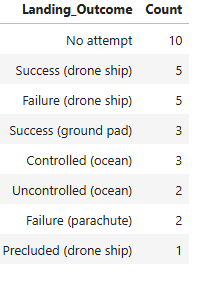 Landing_Outcome Count
No attempt 10
Success (drone ship) 5
Failure (drone ship) 5
Success (ground pad) 3
Controlled (ocean) 3
Uncontrolled (ocean) 2
Failure (parachute) 2
Precluded (drone ship) 1